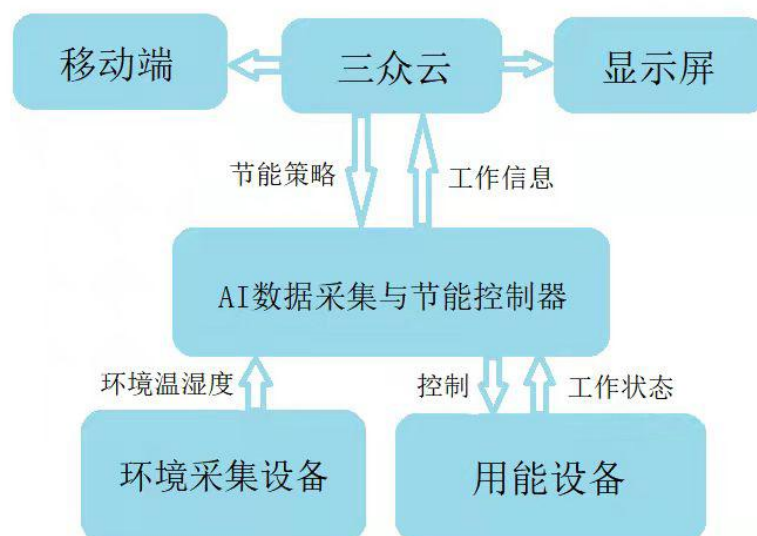 移动端
三众云
显示屏
节能策略
工作信息
AI数据采集与节能控制器
环境温湿度
控制
工作状态
环境采集设备
用能设备